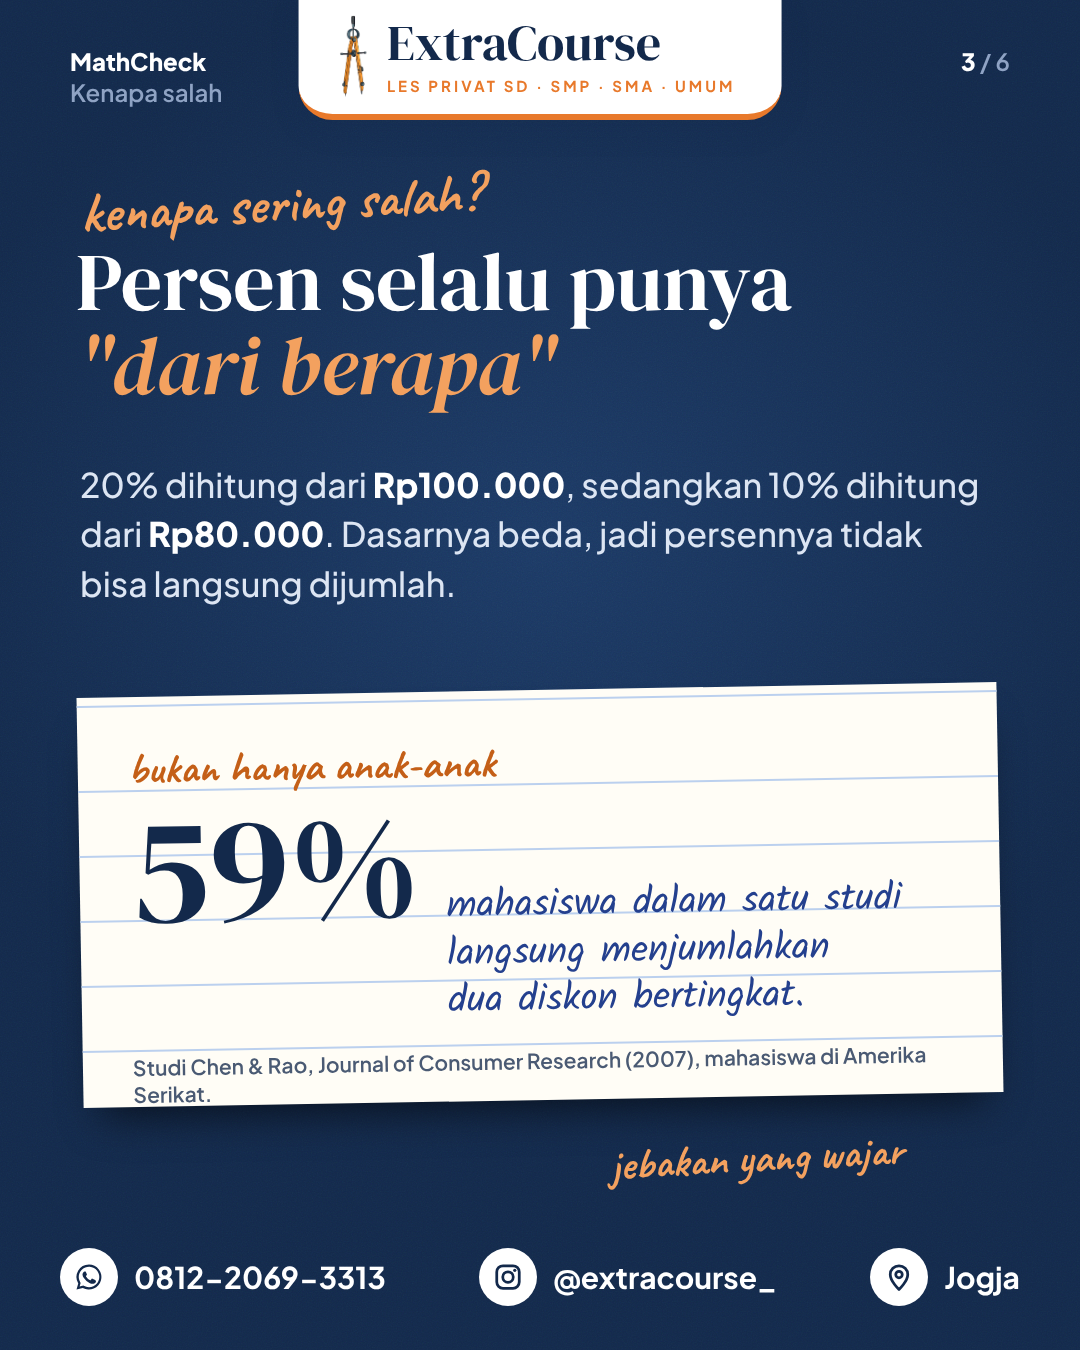 MathCheck
Kenapa salah
ExtraCourse
LES PRIVAT SD · SMP · SMA · UMUM
3 / 6
kenapa sering salah?
Persen selalu punya
"dari berapa"
20% dihitung dari Rp100.000, sedangkan 10% dihitung
dari Rp80.000. Dasarnya beda, jadi persennya tidak
bisa langsung dijumlah.
bukan hanya anak-anak
59%
mahasiswa dalam satu studi
langsung menjumlahkan
dua diskon bertingkat.
Studi Chen & Rao, Journal of Consumer Research (2007), mahasiswa di Amerika
Serikat.
jebakan yang wajar
0812-2069-3313
@extracourse_
Jogja